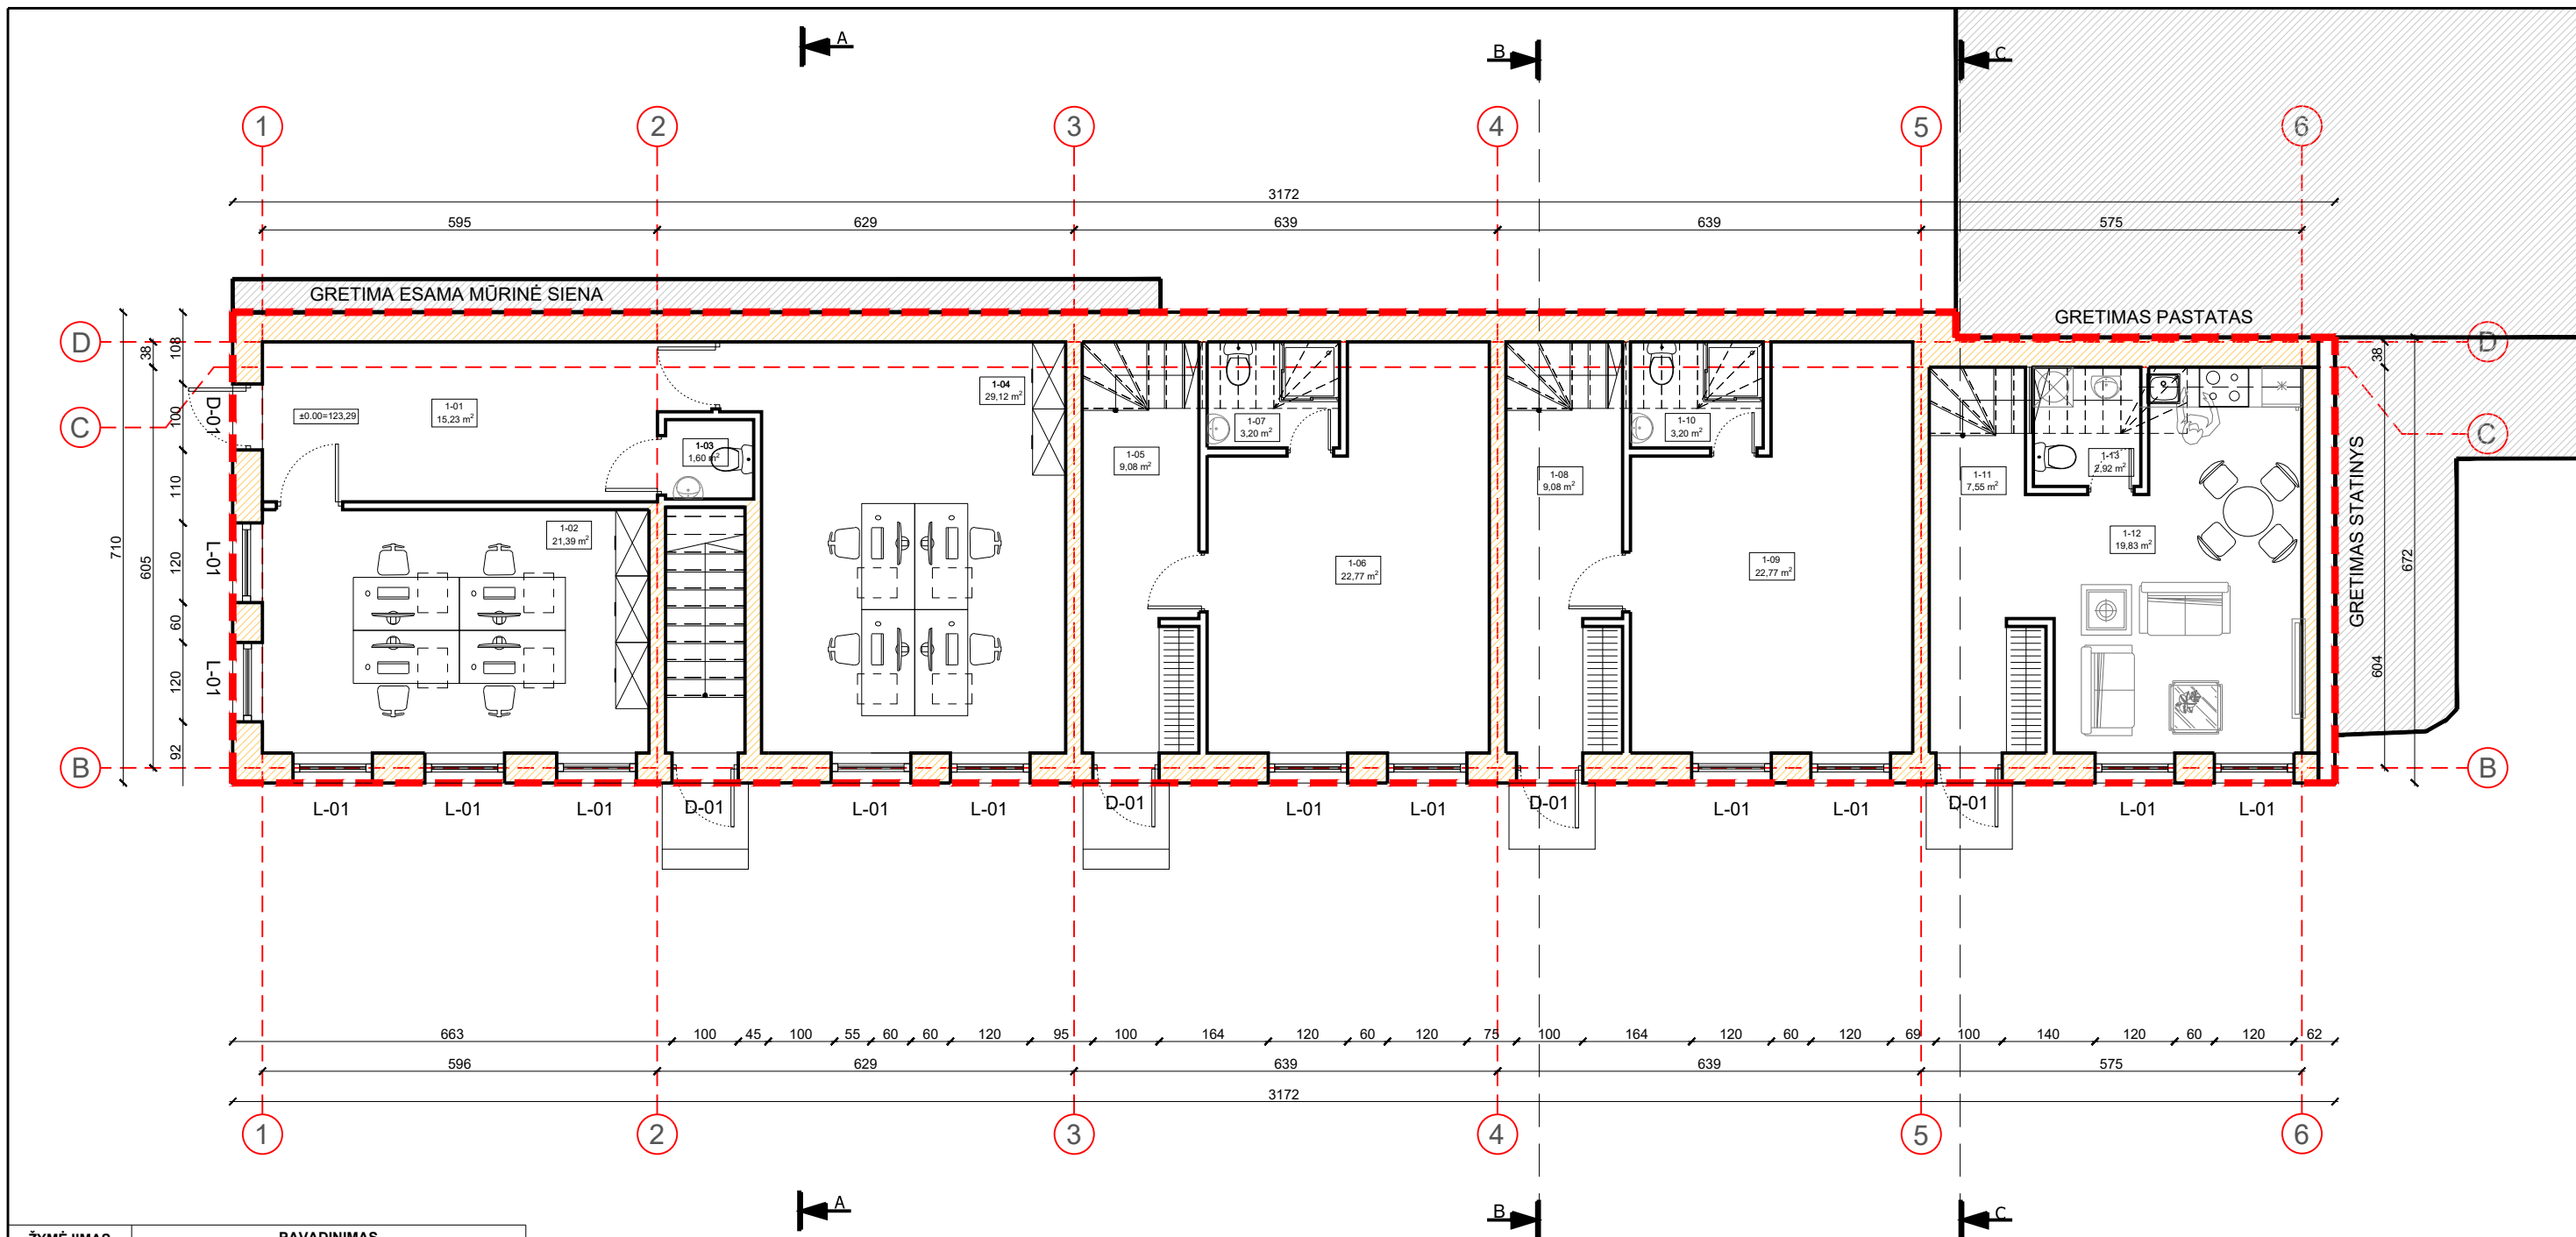 A
B
C
1
2
3
4
5
6
3172
595
629
639
639
575
GRETIMA ESAMA MŪRINĖ SIENA
GRETIMAS PASTATAS
D
D
C
C
B
B
710
38
605
108
100
110
120
60
120
92
D-01
L-01
L-01
±0.00=123,29
1-01
15,23 m²
1-02
21,39 m²
1-03
1,60 m²
1-04
29,12 m²
1-05
9,08 m²
1-06
22,77 m²
1-07
3,20 m²
1-08
9,08 m²
1-09
22,77 m²
1-10
3,20 m²
1-11
7,55 m²
1-12
19,83 m²
1-13
2,92 m²
GRETIMAS STATINYS
38
604
672
L-01
L-01
L-01
D-01
L-01
L-01
D-01
L-01
L-01
D-01
L-01
L-01
D-01
L-01
L-01
663
100
45
100
55
60
60
120
95
100
164
120
60
120
75
100
164
120
60
120
69
100
140
120
60
120
62
596
629
639
639
575
3172
1
2
3
4
5
6
A
B
C
ŽYMĖJIMAS
PAVADINIMAS